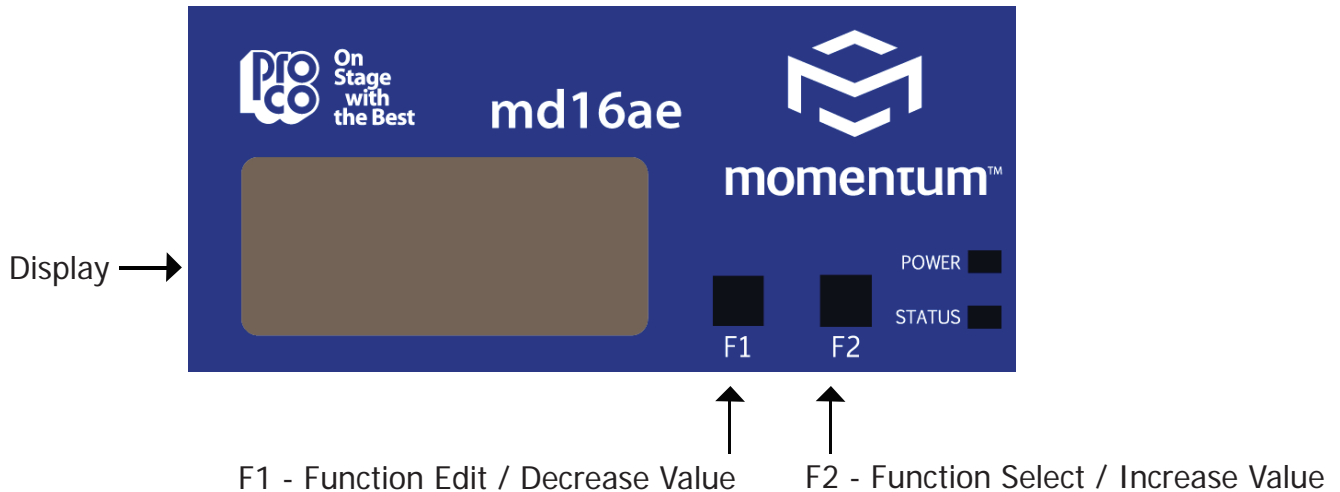 pro
co
On
Stage
with
the Best
md16ae
momentum™
Display
POWER
STATUS
F1
F2
F1 - Function Edit / Decrease Value
F2 - Function Select / Increase Value